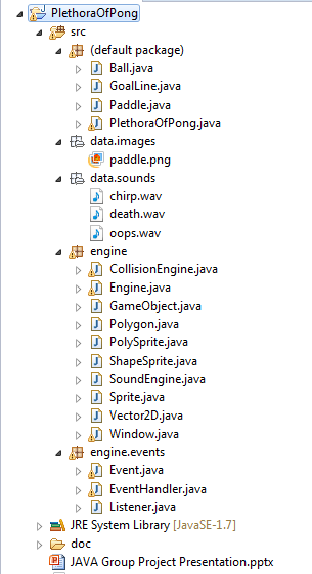 PlethoraOfPong
src
(default package)
Ball.java
GoalLine.java
Paddle.java
PlethoraOfPong.java
data.images
paddle.png
data.sounds
chirp.wav
death.wav
oops.wav
engine
CollisionEngine.java
Engine.java
GameObject.java
Polygon.java
PolySprite.java
ShapeSprite.java
SoundEngine.java
Sprite.java
Vector2D.java
Window.java
engine.events
Event.java
EventHandler.java
Listener.java
JRE System Library [JavaSE-1.7]
doc
JAVA Group Project Presentation.pptx